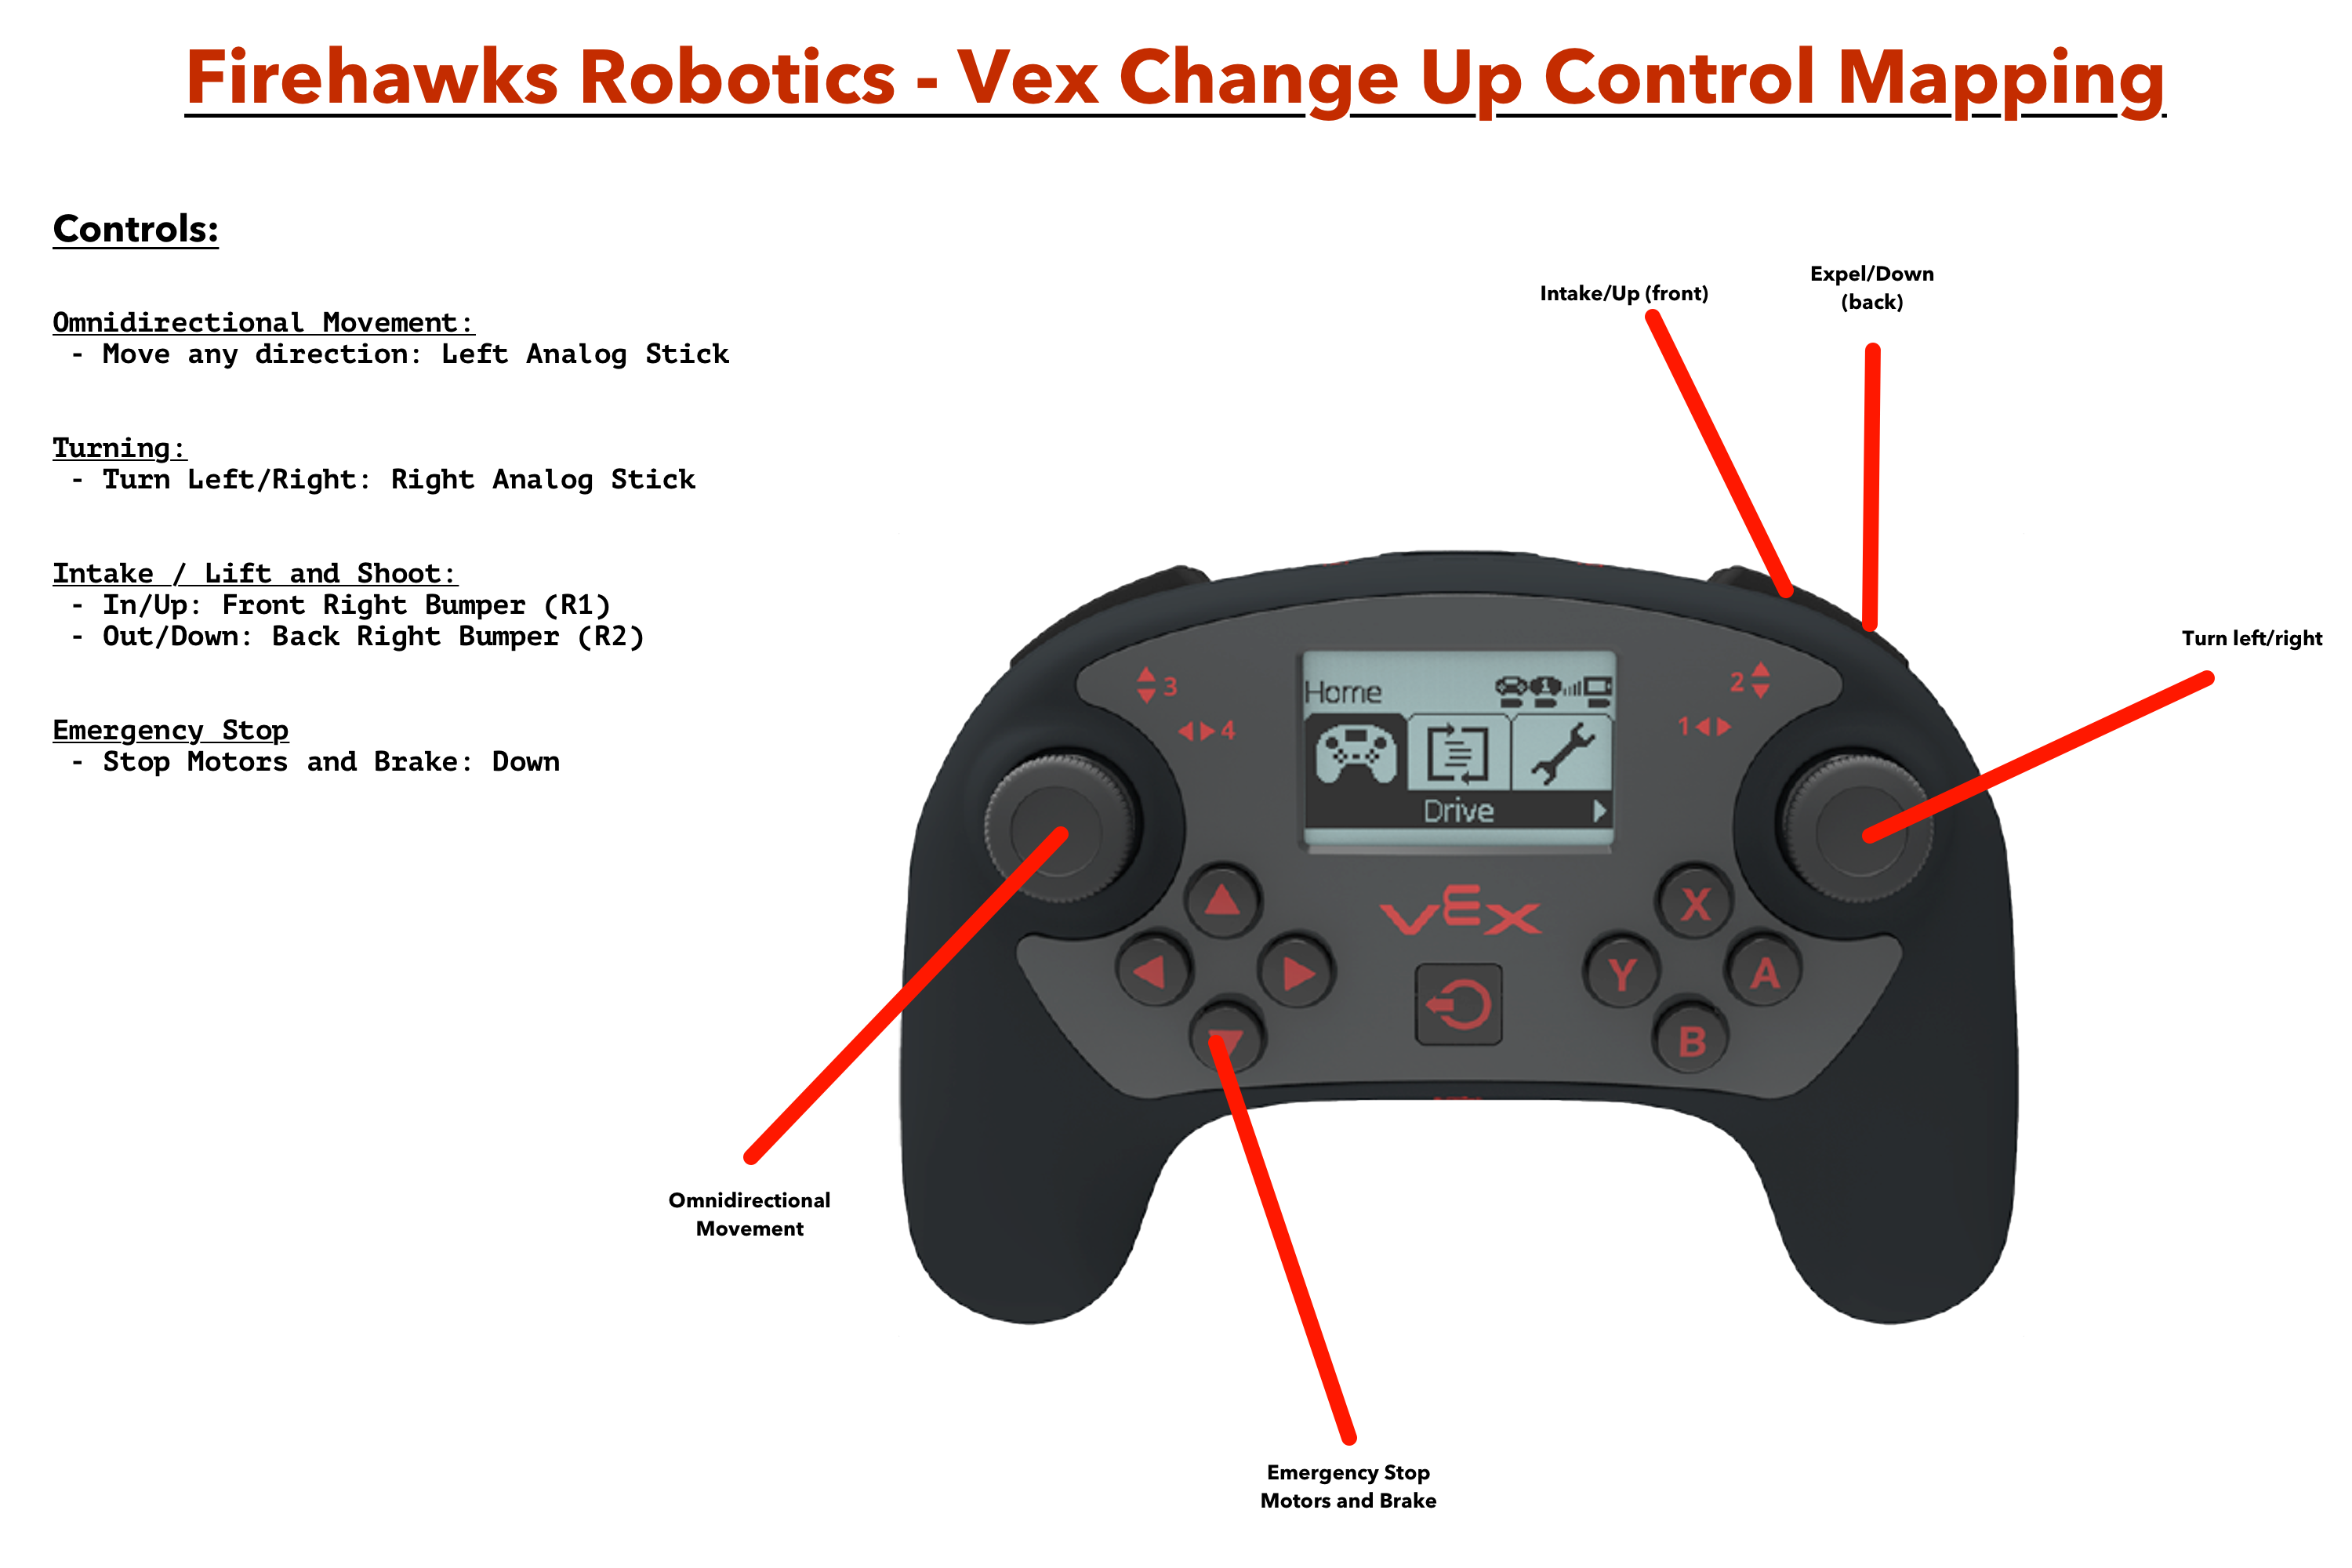 Firehawks Robotics - Vex Change Up Control Mapping
Controls:
Omnidirectional Movement:
- Move any direction: Left Analog Stick
Turning:
- Turn Left/Right: Right Analog Stick
Intake / Lift and Shoot:
- In/Up: Front Right Bumper (R1)
- Out/Down: Back Right Bumper (R2)
Emergency Stop
- Stop Motors and Brake: Down
Intake/Up (front)
Expel/Down
(back)
Turn left/right
3
4
Home
1
Drive
2
1
VEX
X
Y
A
B
Omnidirectional
Movement
Emergency Stop
Motors and Brake